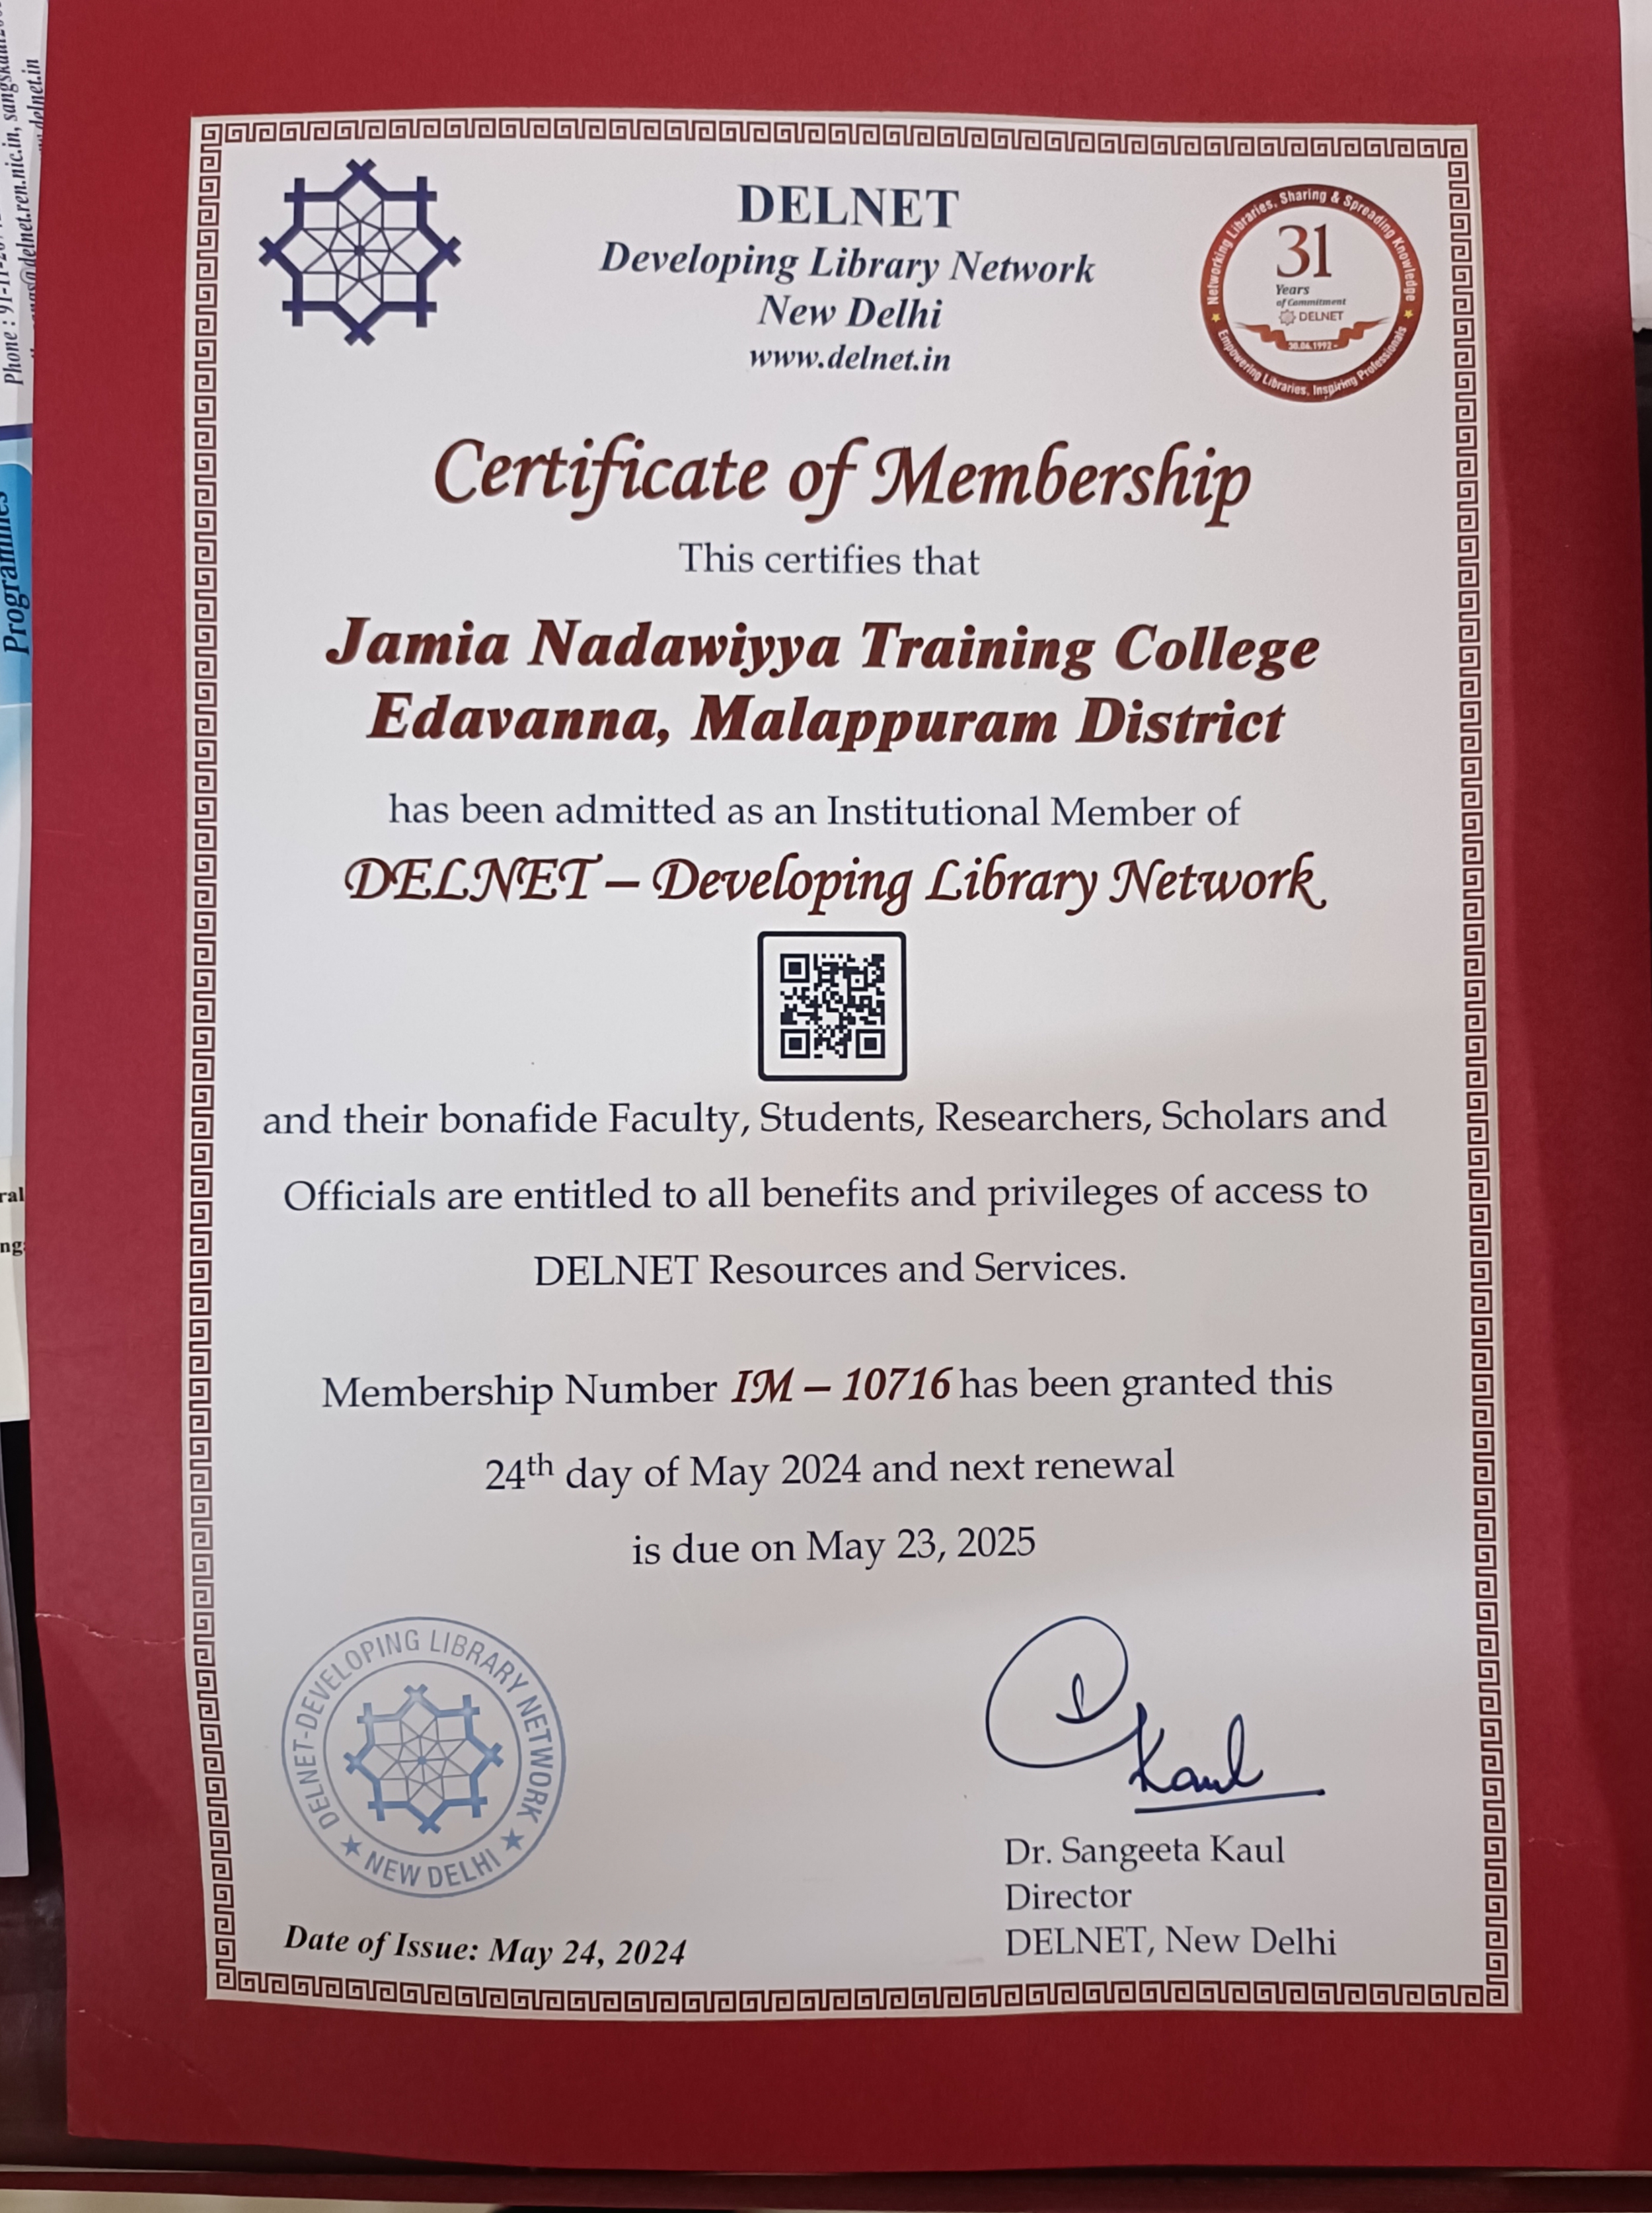 DELNET
Developing Library Network
New Delhi
www.delnet.in
Networking Libraries, Sharing & Spreading Knowledge
31
Years
of Commitment
DELNET
30.06.1992 -
Empowering Libraries, Inspiring Professionals
Certificate of Membership
This certifies that
Jamia Nadawiyya Training College
Edavanna, Malappuram District
has been admitted as an Institutional Member of
DELNET – Developing Library Network
and their bonafide Faculty, Students, Researchers, Scholars and
Officials are entitled to all benefits and privileges of access to
DELNET Resources and Services.
Membership Number IM – 10716 has been granted this
24th day of May 2024 and next renewal
is due on May 23, 2025
DELNET-DEVELOPING LIBRARY NETWORK
★ NEW DELHI ★
Kaul
Dr. Sangeeta Kaul
Director
DELNET, New Delhi
Date of Issue: May 24, 2024
Phone :
delnet.in
Programmes